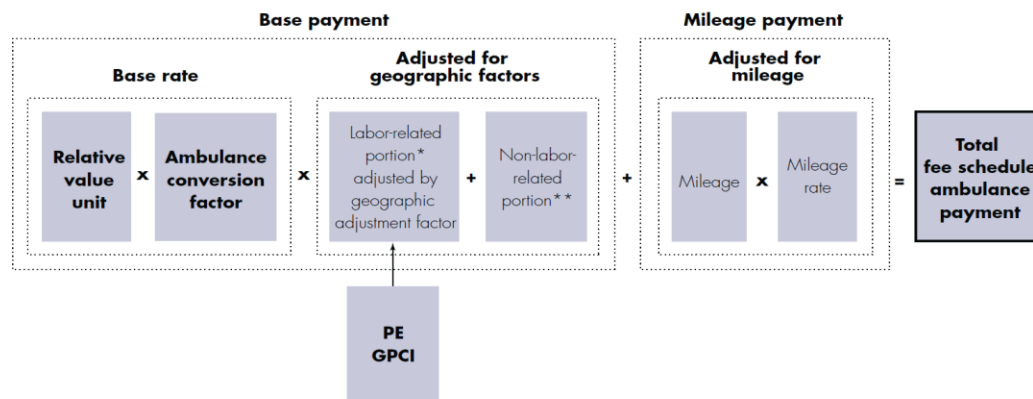 Base payment
Mileage payment
Base rate
Adjusted for
geographic factors
Adjusted for
mileage
Relative
value
unit
x
Ambulance
conversion
factor
x
Labor-related
portion*
adjusted by
geographic
adjustment factor
+
Non-labor-
related
portion**
+
Mileage
x
Mileage
rate
=
Total
fee schedule
ambulance
payment
PE
GPCI